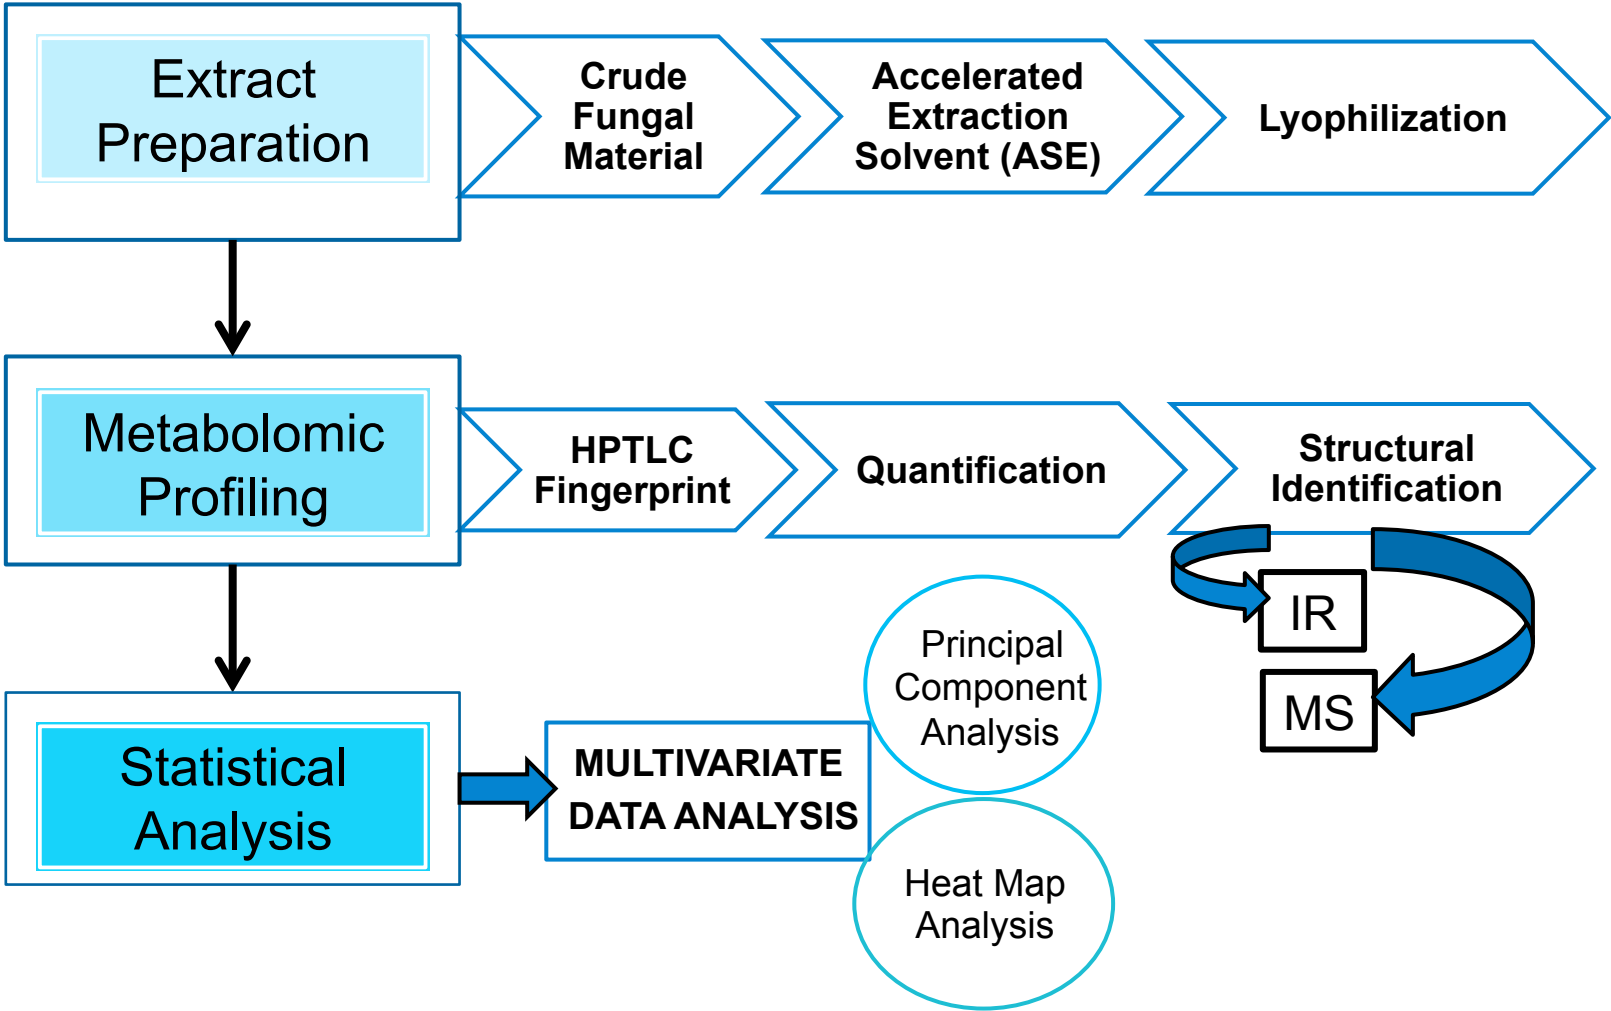 Extract
Preparation
Crude
Fungal
Material
Accelerated
Extraction
Solvent (ASE)
Lyophilization
Metabolomic
Profiling
HPTLC
Fingerprint
Quantification
Structural
Identification
IR
MS
Statistical
Analysis
MULTIVARIATE
DATA ANALYSIS
Principal
Component
Analysis
Heat Map
Analysis